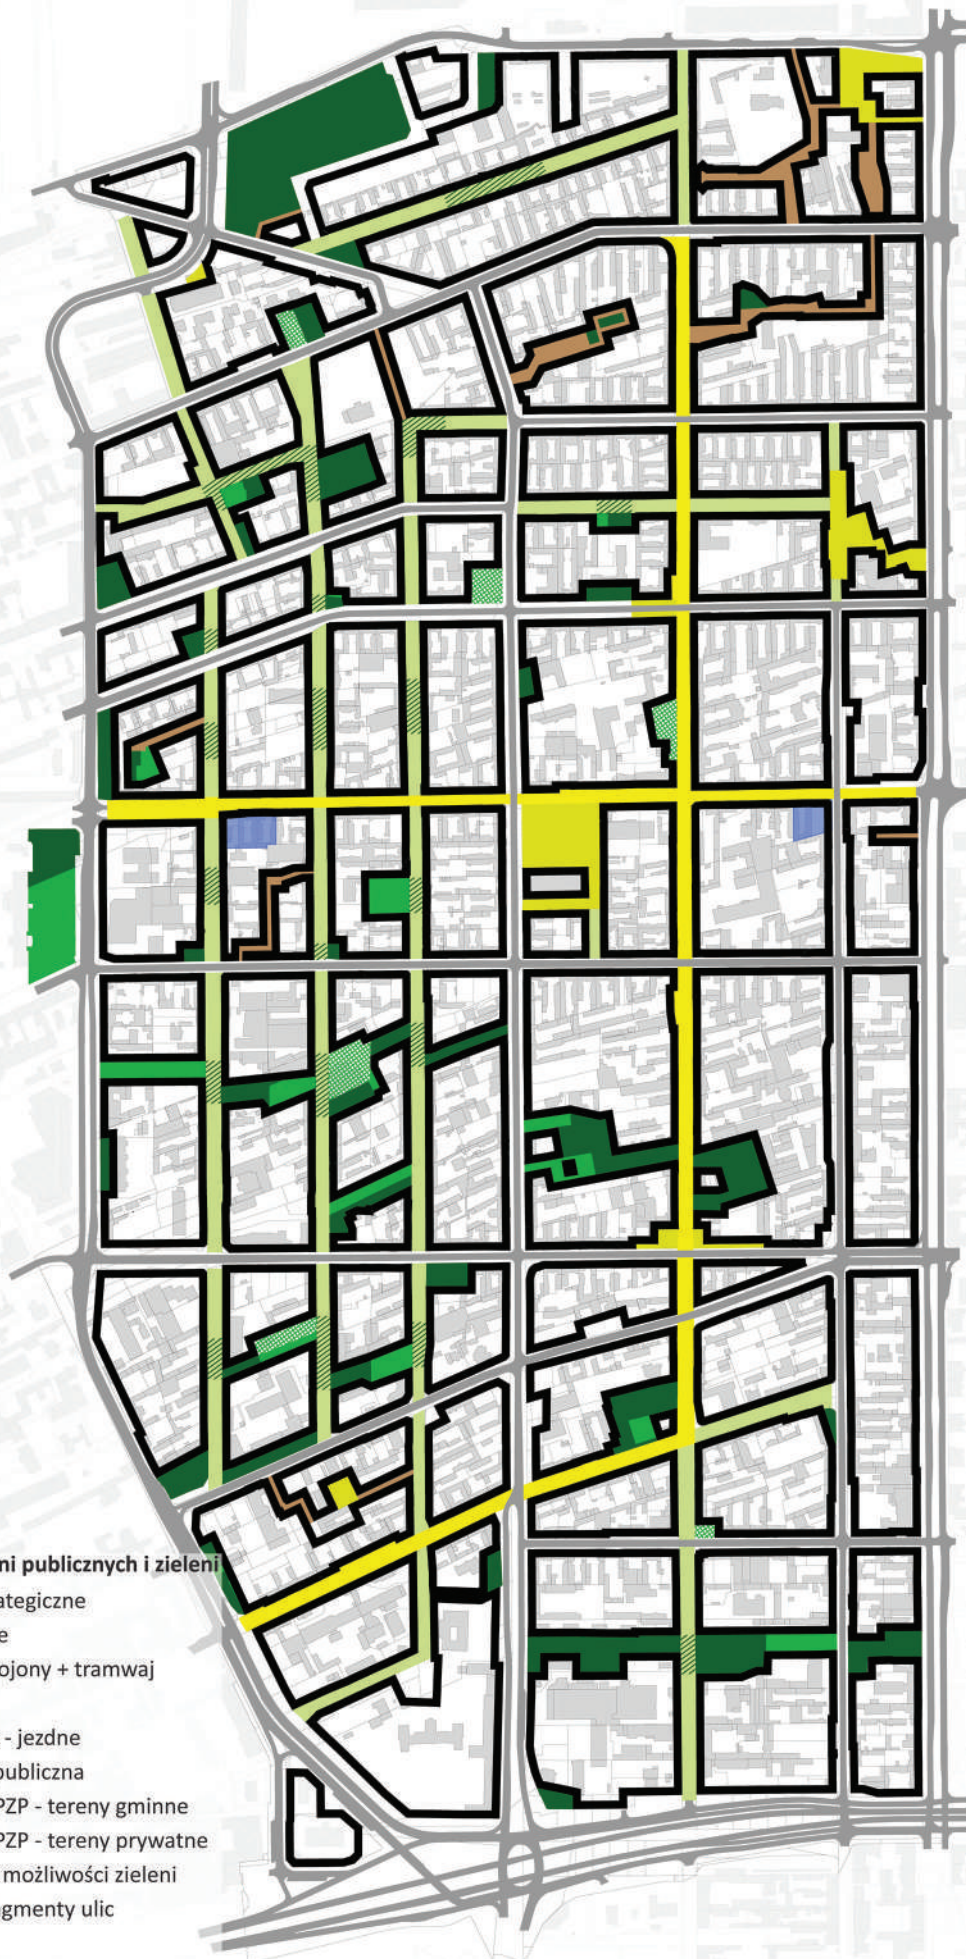 ni publicznych i zieleni
ategiczne
e
ojony + tramwaj
- jezdne
publiczna
PZP - tereny gminne
PZP - tereny prywatne
możliwości zieleni
gmenty ulic